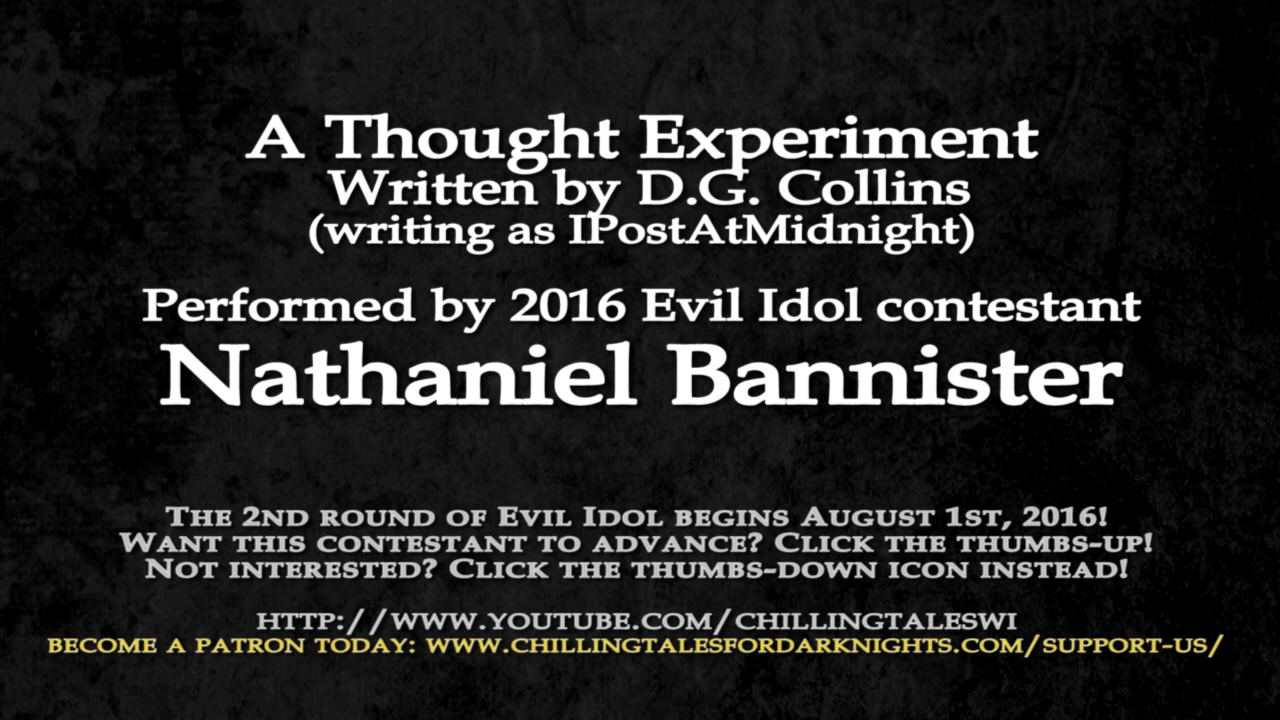 A Thought Experiment
Written by D.G. Collins
(writing as IPostAtMidnight)
Performed by 2016 Evil Idol contestant
Nathaniel Bannister
The 2nd round of Evil Idol begins August 1st, 2016!
Want this contestant to advance? Click the thumbs-up!
Not interested? Click the thumbs-down icon instead!
http://www.youtube.com/chillingtaleswi
become a patron today: www.chillingtalesfordarknights.com/support-us/